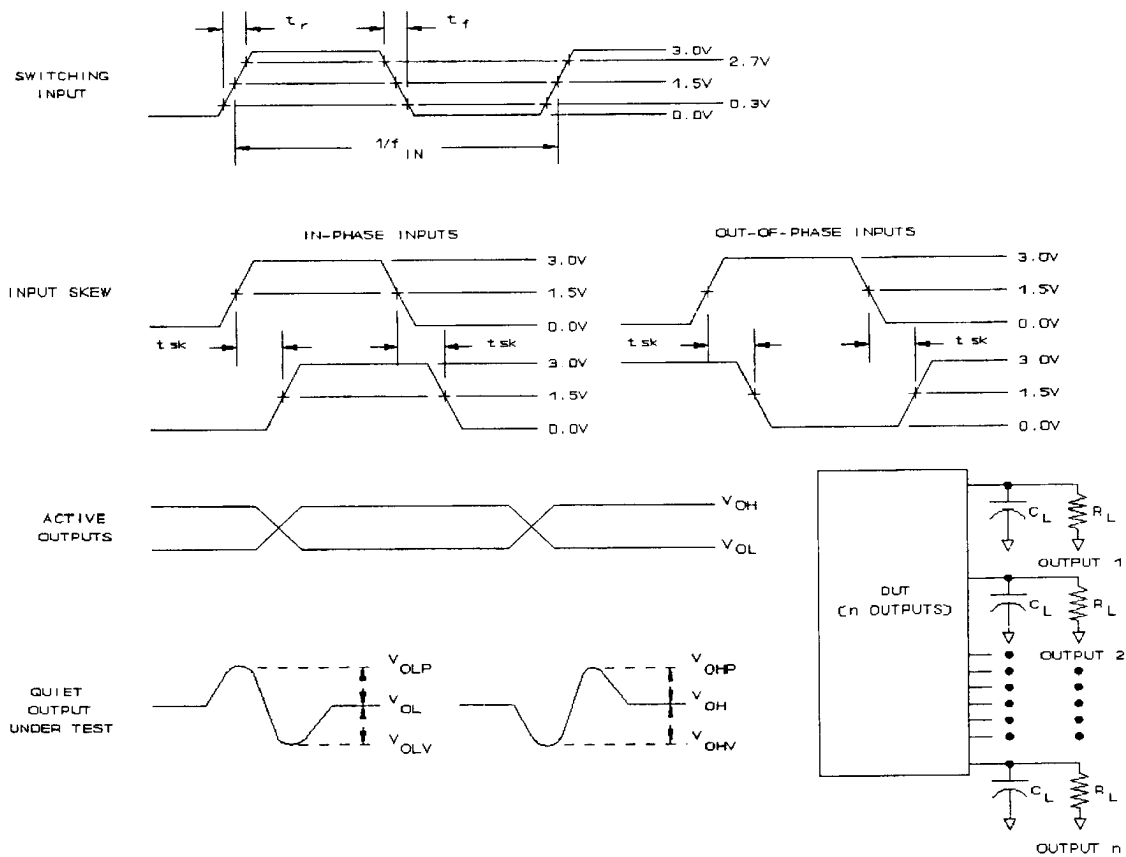 t r
t f
SWITCHING
INPUT
3.0V
2.7V
1.5V
0.3V
0.0V
1/f IN
IN-PHASE INPUTS
OUT-OF-PHASE INPUTS
INPUT SKEW
3.0V
1.5V
0.0V
t sk
t sk
3.0V
1.5V
0.0V
3.0V
1.5V
0.0V
t sk
t sk
3.0V
1.5V
0.0V
ACTIVE
OUTPUTS
V OH
V OL
DUT
(n OUTPUTS)
C L
R L
OUTPUT 1
C L
R L
OUTPUT 2
C L
R L
OUTPUT n
QUIET
OUTPUT
UNDER TEST
V OLP
V OL
V OLV
V OHP
V OH
V OHV